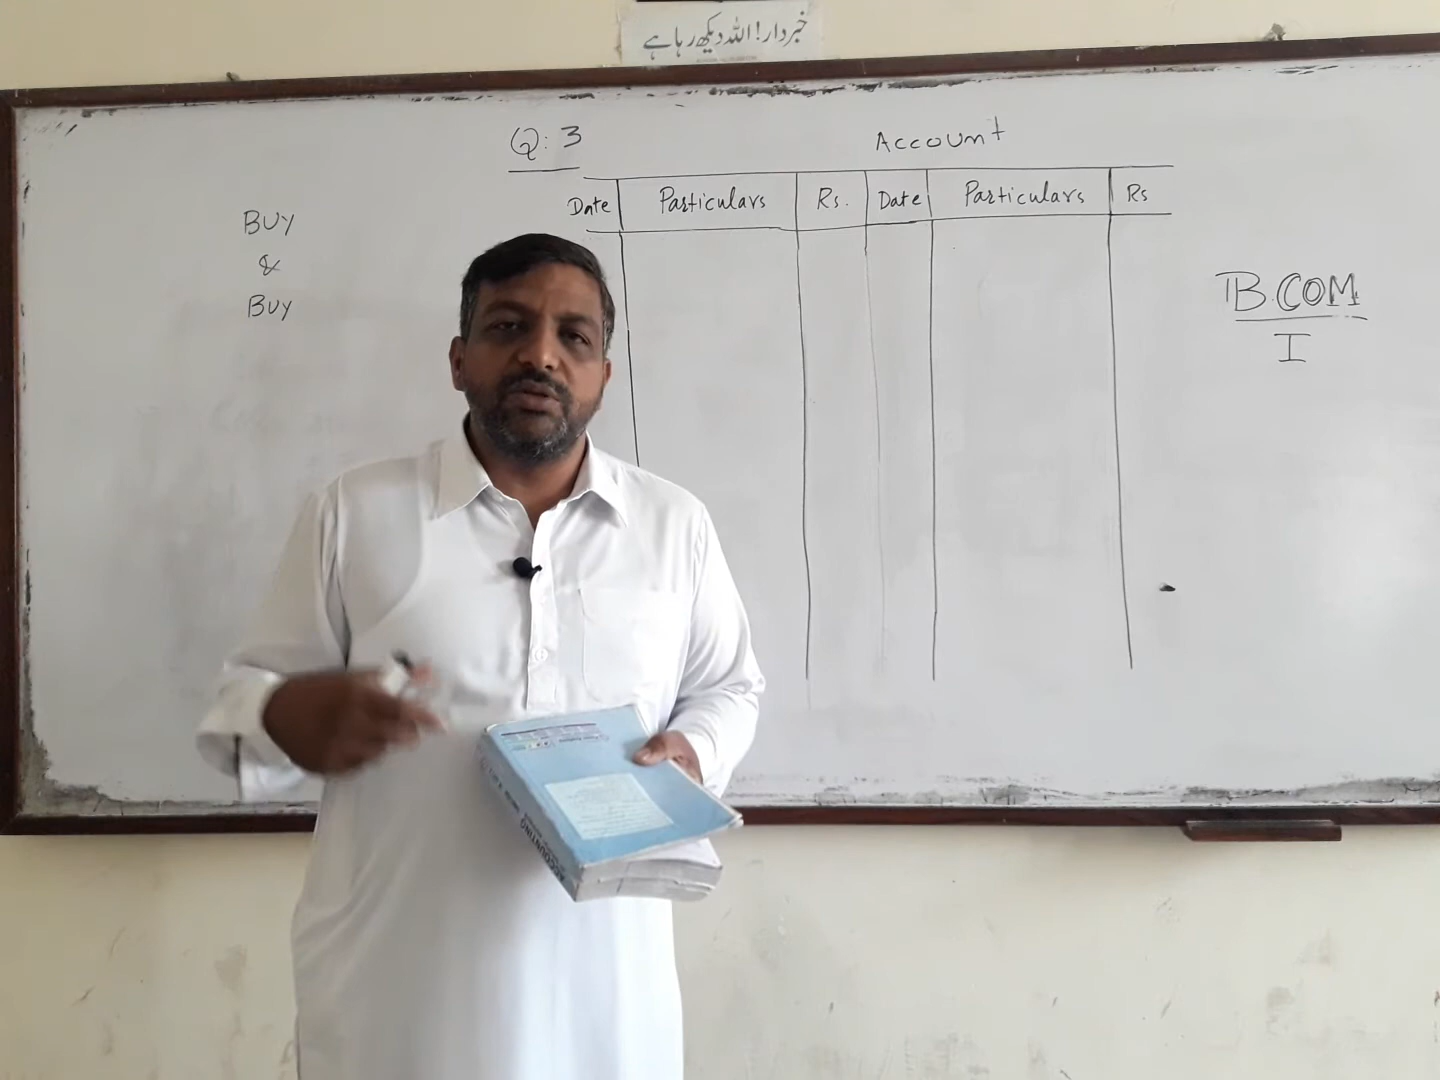 خبردار! اللہ دیکھ رہا ہے
Q: 3
Account
Date Particulars Rs. Date Particulars Rs
BUY
&
BUY
B.COM
I
ACCOUNTING